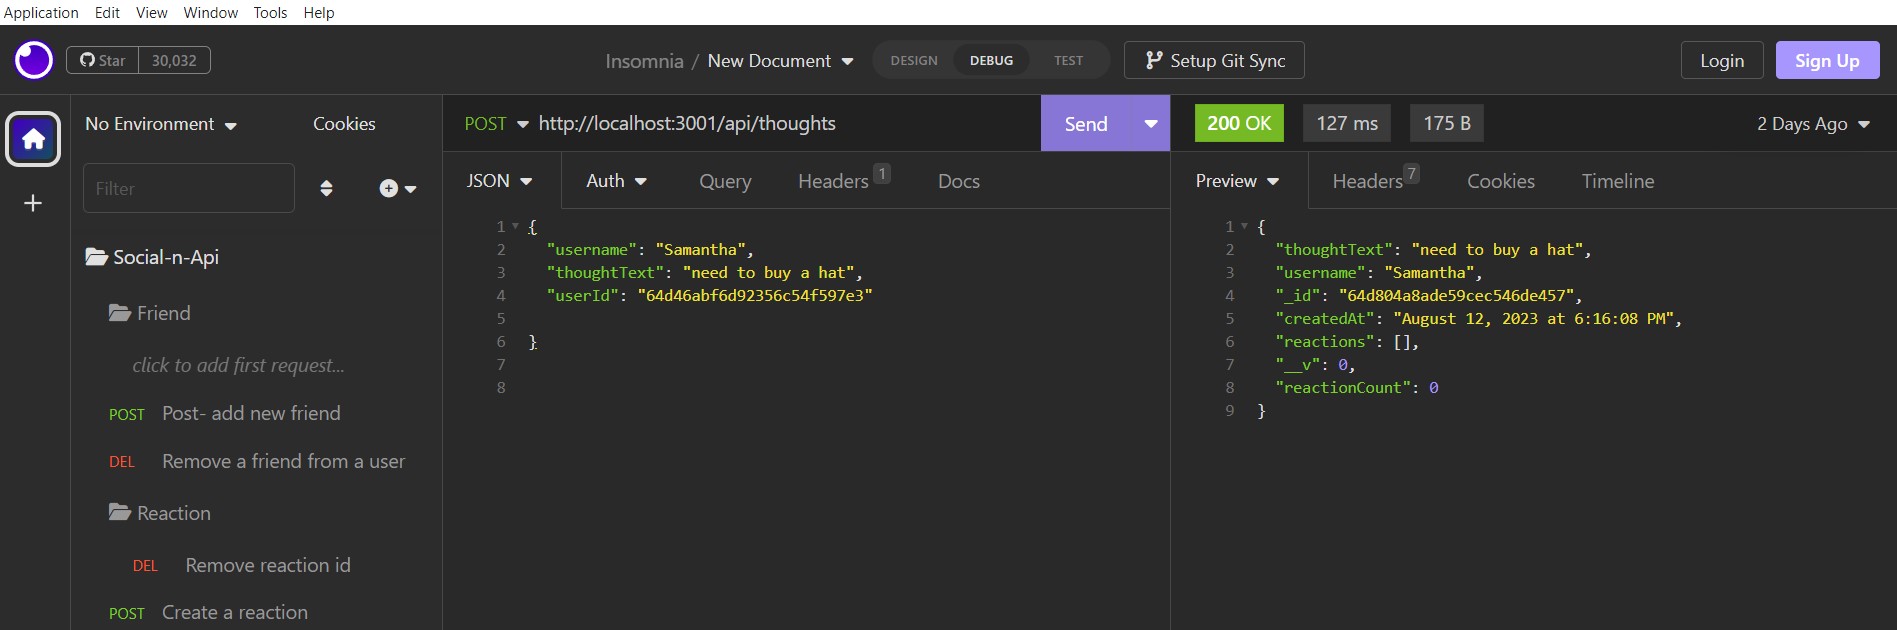 Application Edit View Window Tools Help
Star 30,032 Insomnia / New Document DESIGN DEBUG TEST Setup Git Sync Login Sign Up
No Environment Cookies
Filter
Social-n-Api
Friend
click to add first request...
POST Post- add new friend
DEL Remove a friend from a user
Reaction
DEL Remove reaction id
POST Create a reaction
POST http://localhost:3001/api/thoughts Send
JSON Auth Query Headers 1 Docs
1 {
2 "username": "Samantha",
3 "thoughtText": "need to buy a hat",
4 "userId": "64d46abf6d92356c54f597e3"
5
6 }
7
8
200 OK 127 ms 175 B 2 Days Ago
Preview Headers 7 Cookies Timeline
1 {
2 "thoughtText": "need to buy a hat",
3 "username": "Samantha",
4 "_id": "64d804a8ade59cec546de457",
5 "createdAt": "August 12, 2023 at 6:16:08 PM",
6 "reactions": [],
7 "__v": 0,
8 "reactionCount": 0
9 }